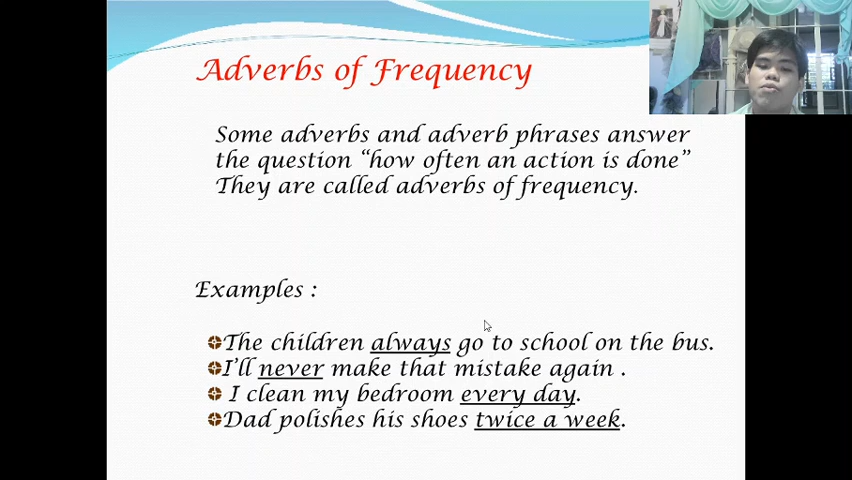 Adverbs of Frequency
Some adverbs and adverb phrases answer
the question “how often an action is done”
They are called adverbs of frequency.
Examples :
The children always go to school on the bus.
I'll never make that mistake again .
I clean my bedroom every day.
Dad polishes his shoes twice a week.